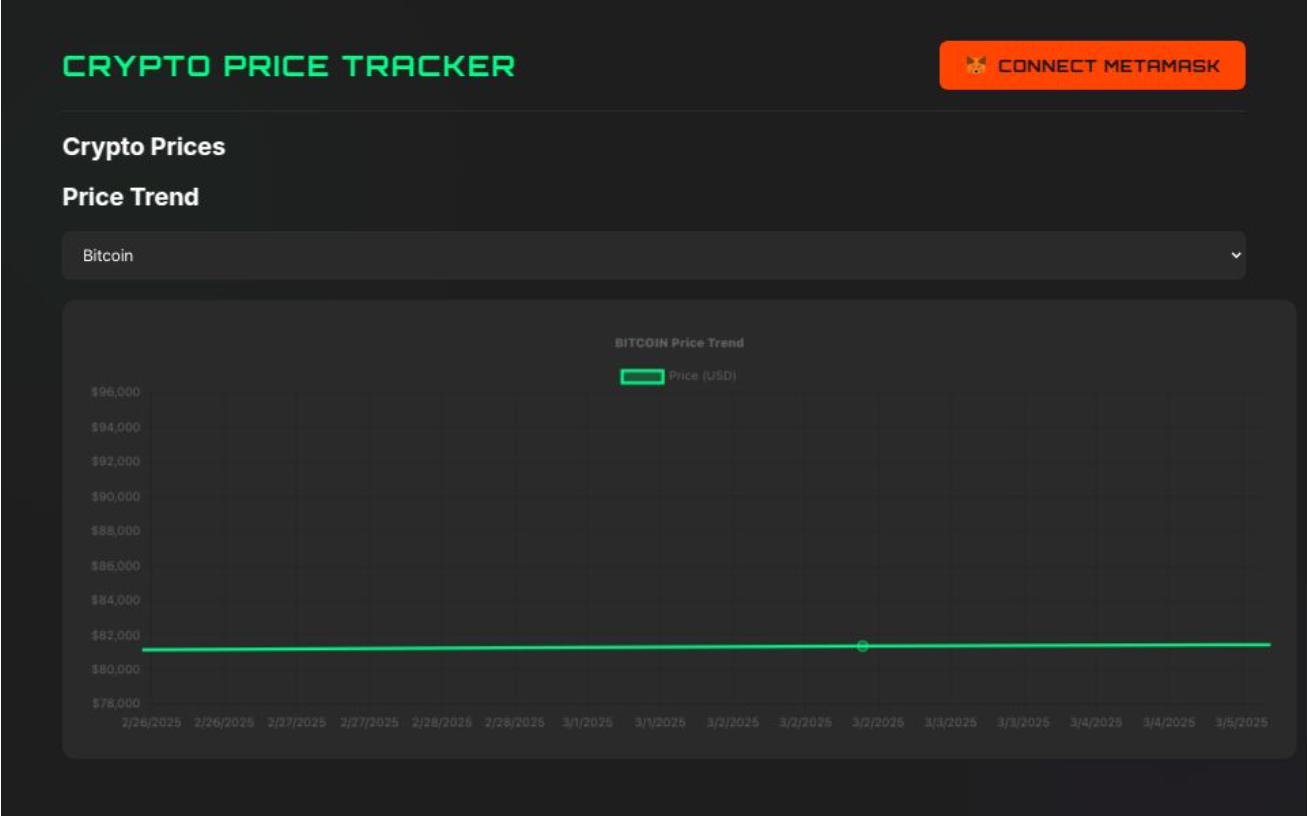 CRYPTO PRICE TRACKER
CONNECT METAMASK
Crypto Prices
Price Trend
Bitcoin
BITCOIN Price Trend
Price (USD)
$96,000
$94,000
$92,000
$90,000
$88,000
$86,000
$84,000
$82,000
$80,000
$78,000
2/26/2025 2/26/2025 2/27/2025 2/27/2025 2/28/2025 2/28/2025 3/1/2025 3/1/2025 3/2/2025 3/2/2025 3/2/2025 3/3/2025 3/3/2025 3/4/2025 3/4/2025 3/5/2025